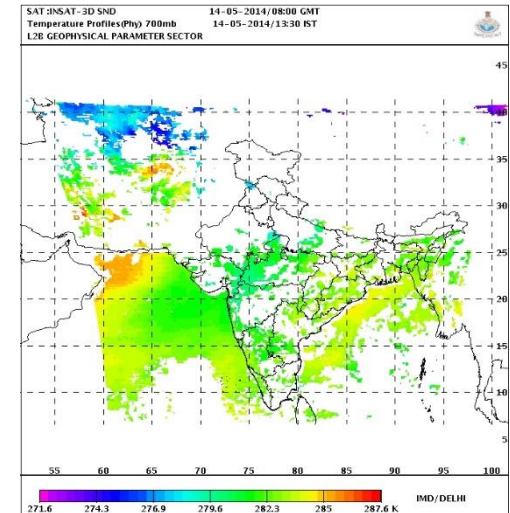 SAT :INSAT-3D SND 14-05-2014/08:00 GMT
Temperature Profiles(Phy) 700mb 14-05-2014/13:30 IST
L2B GEOPHYSICAL PARAMETER SECTOR
45
40
35
30
25
20
15
10
5
55 60 65 70 75 80 85 90 95 100
271.6 274.3 276.9 279.6 282.3 285 287.6 K
IMD/DELHI